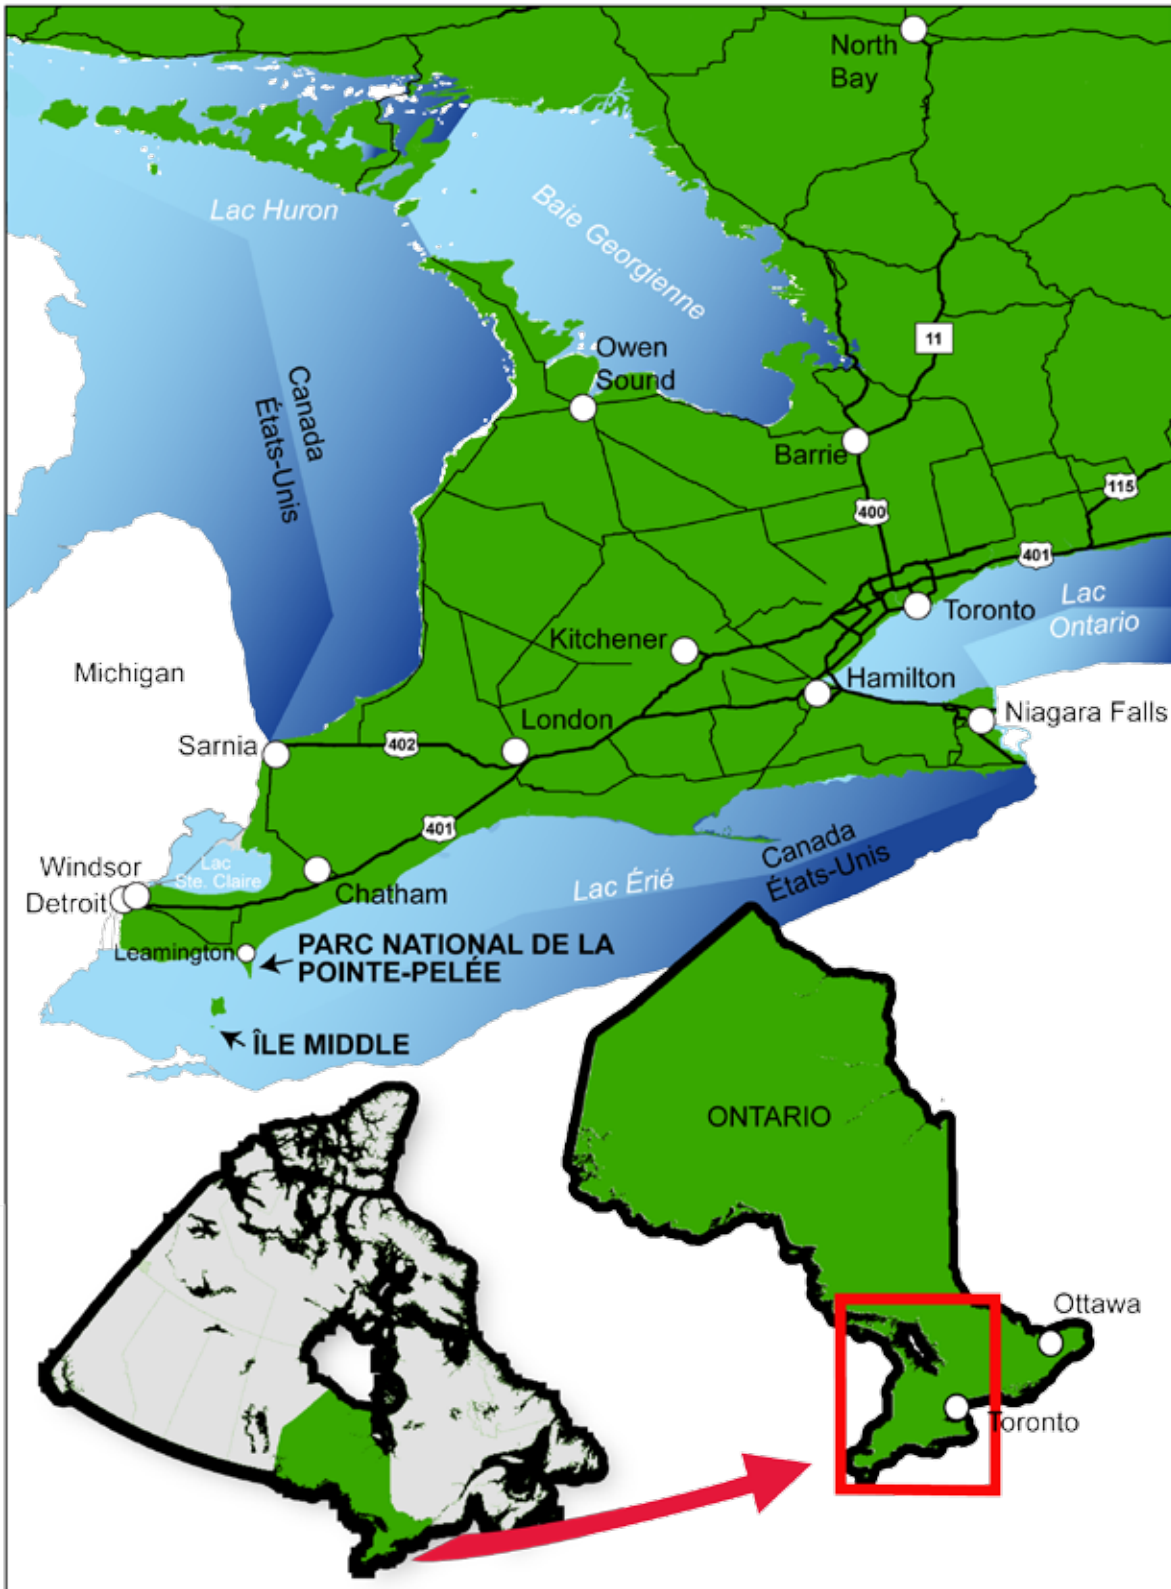 North
Bay
Lac Huron
Baie Georgienne
11
Owen
Sound
Canada
États-Unis
Barrie
115
400
401
Lac
Ontario
Toronto
Kitchener
Michigan
Hamilton
London
Niagara Falls
Sarnia
402
401
Canada
États-Unis
Windsor
Lac
Ste. Claire
Lac Érié
Detroit
Chatham
Leamington
PARC NATIONAL DE LA
POINTE-PELÉE
ÎLE MIDDLE
ONTARIO
Ottawa
Toronto